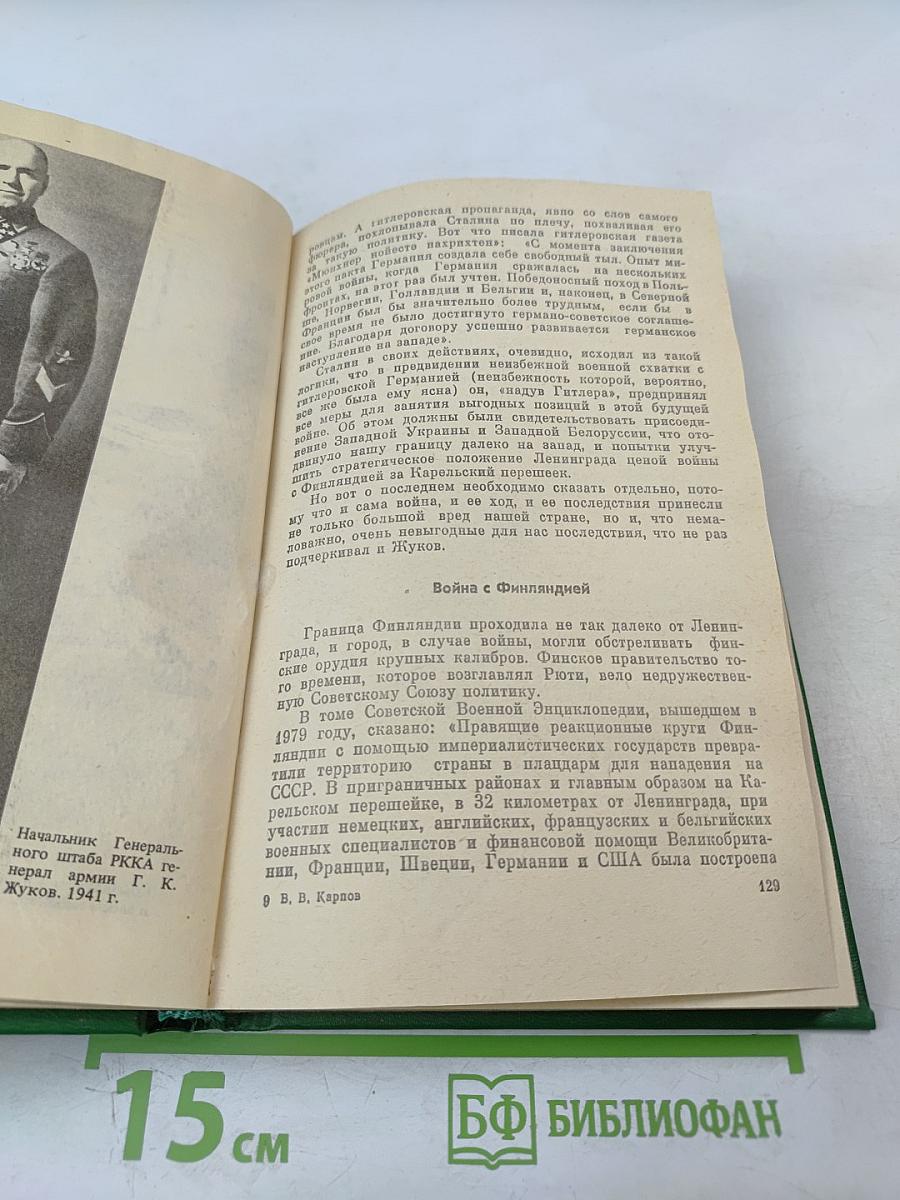 Начальник Генераль-
ного штаба РККА ге-
нерал армии Г. К.
Жуков. 1941 г.
ровцам. А гитлеровская пропаганда, явно со слов самого
фюрера, похлопывала Сталина по плечу, похваливая его
за такую политику. Вот что писала гитлеровская газета
«Мюнхнер нойесте нахрихтен»: «С момента заключения
этого пакта Германия создала себе свободный тыл. Опыт ми-
ровой войны, когда Германия сражалась на нескольких
фронтах, на этот раз был учтен. Победоносный поход в Поль-
ше, Норвегии, Голландии и Бельгии и, наконец, в Северной
Франции был бы значительно более трудным, если бы в
свое время не было достигнуто германо-советское соглаше-
ние. Благодаря договору успешно развивается германское
наступление на западе».
Сталин в своих действиях, очевидно, исходил из такой
логики, что в предвидении неизбежной военной схватки с
гитлеровской Германией (неизбежность которой, вероятно,
все же была ему ясна) он, «надув Гитлера», предпринял
все меры для занятия выгодных позиций в этой будущей
войне. Об этом должны были свидетельствовать присоеди-
нение Западной Украины и Западной Белоруссии, что ото-
двинуло нашу границу далеко на запад, и попытки улуч-
шить стратегическое положение Ленинграда ценой войны
с Финляндией за Карельский перешеек.
Но вот о последнем необходимо сказать отдельно, пото-
му что и сама война, и ее ход, и ее последствия принесли
не только большой вред нашей стране, но и, что нема-
ловажно, очень невыгодные для нас последствия, что не раз
подчеркивал и Жуков.
Война с Финляндией
Граница Финляндии проходила не так далеко от Ленин-
града, и город, в случае войны, могли обстреливать фин-
ские орудия крупных калибров. Финское правительство то-
го времени, которое возглавлял Рюти, вело недружествен-
ную Советскому Союзу политику.
В томе Советской Военной Энциклопедии, вышедшем в
1979 году, сказано: «Правящие реакционные круги Фин-
ляндии с помощью империалистических государств превра-
тили территорию страны в плацдарм для нападения на
СССР. В приграничных районах и главным образом на Ка-
рельском перешейке, в 32 километрах от Ленинграда, при
участии немецких, английских, французских и бельгийских
военных специалистов и финансовой помощи Великобрита-
нии, Франции, Швеции, Германии и США была построена
9 В. В. Карпов
129
15 см
БФ БИБЛИОФАН